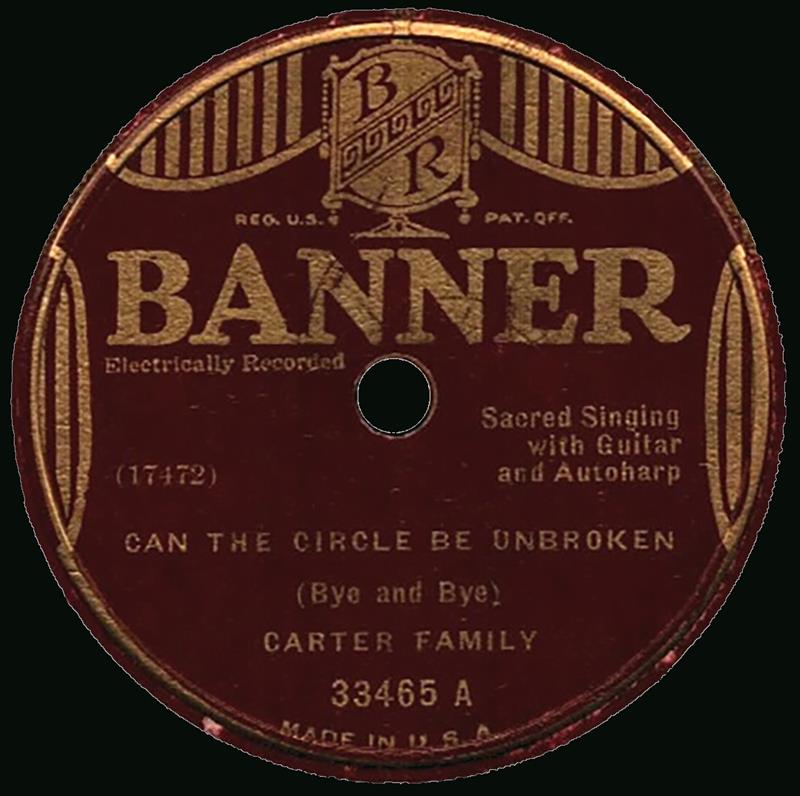 B
R
REG. U.S. PAT. OFF.
BANNER
Electrically Recorded
Sacred Singing
with Guitar
and Autoharp
(17472)
CAN THE CIRCLE BE UNBROKEN
(Bye and Bye)
CARTER FAMILY
33465 A
MADE IN U.S.A.